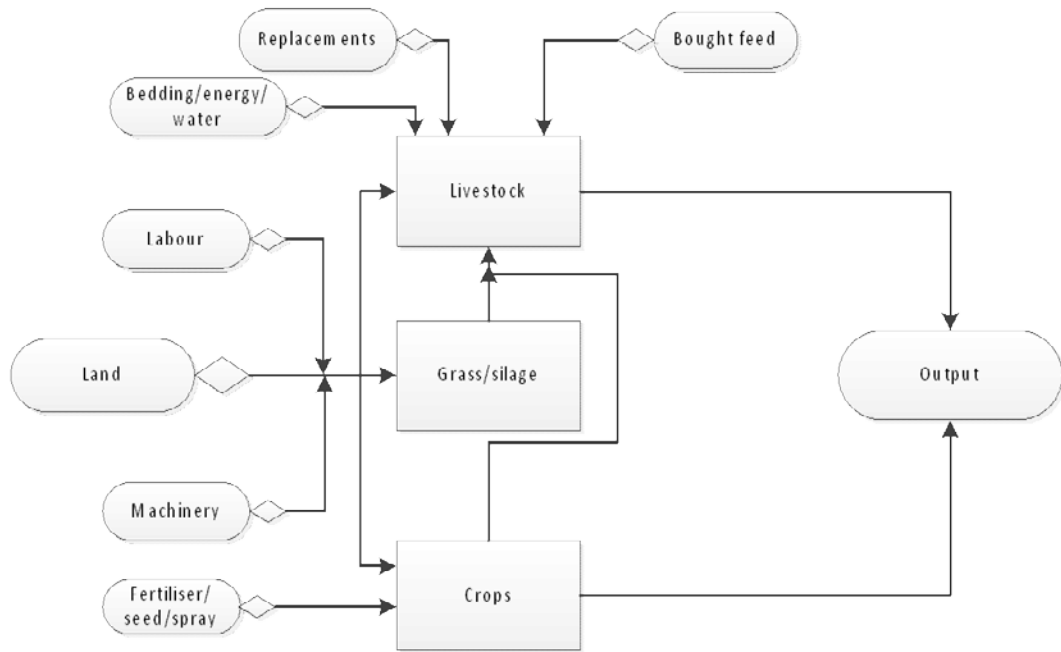 Replacements
Bought feed
Bedding/energy/
water
Livestock
Labour
Land
Grass/silage
Output
Machinery
Fertiliser/
seed/spray
Crops